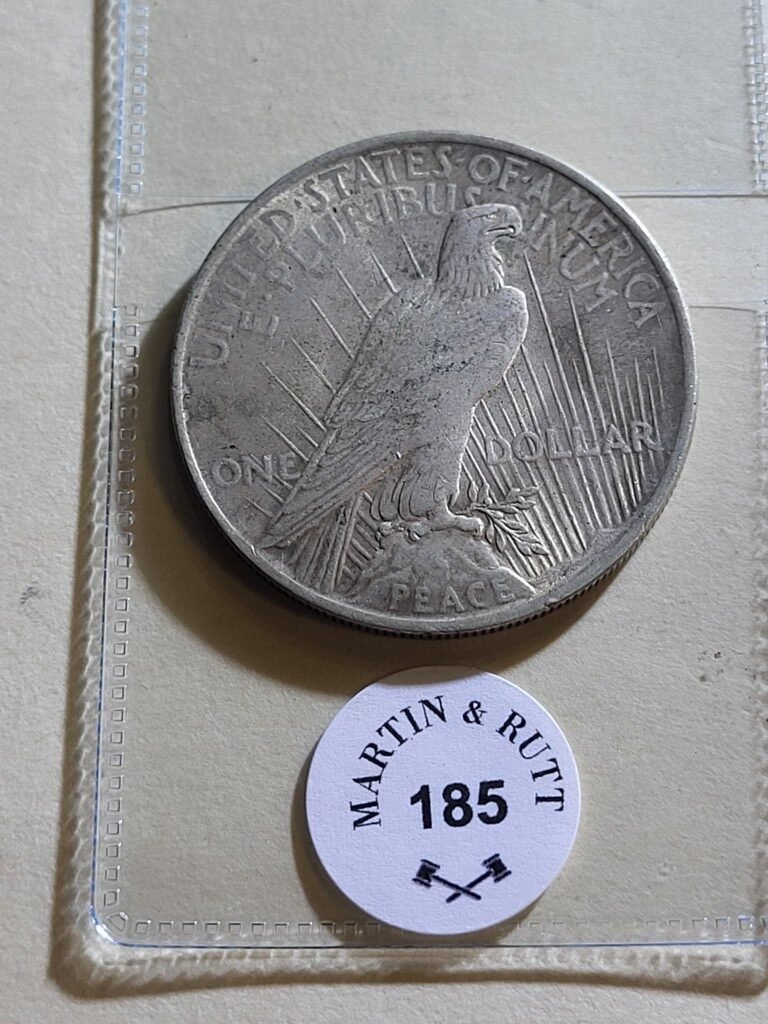 UNITED·STATES·OF·AMERICA
E·PLURIBUS UNUM
ONE DOLLAR
PEACE
MARTIN & RUTT
185